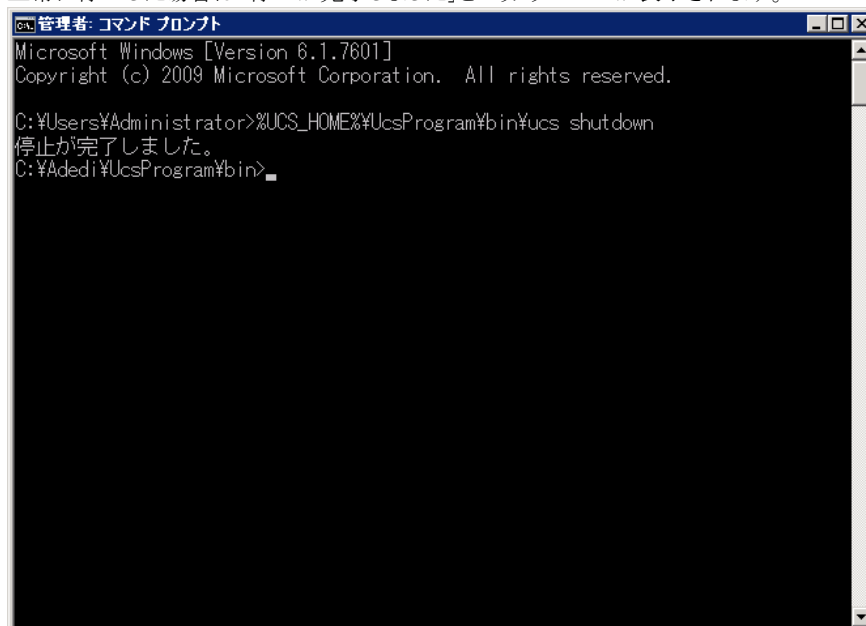 管理者: コマンド プロンプト
Microsoft Windows [Version 6.1.7601]
Copyright (c) 2009 Microsoft Corporation.  All rights reserved.
C:¥Users¥Administrator>%UCS_HOME%¥UcsProgram¥bin¥ucs shutdown
停止が完了しました。
C:¥Adedi¥UcsProgram¥bin>